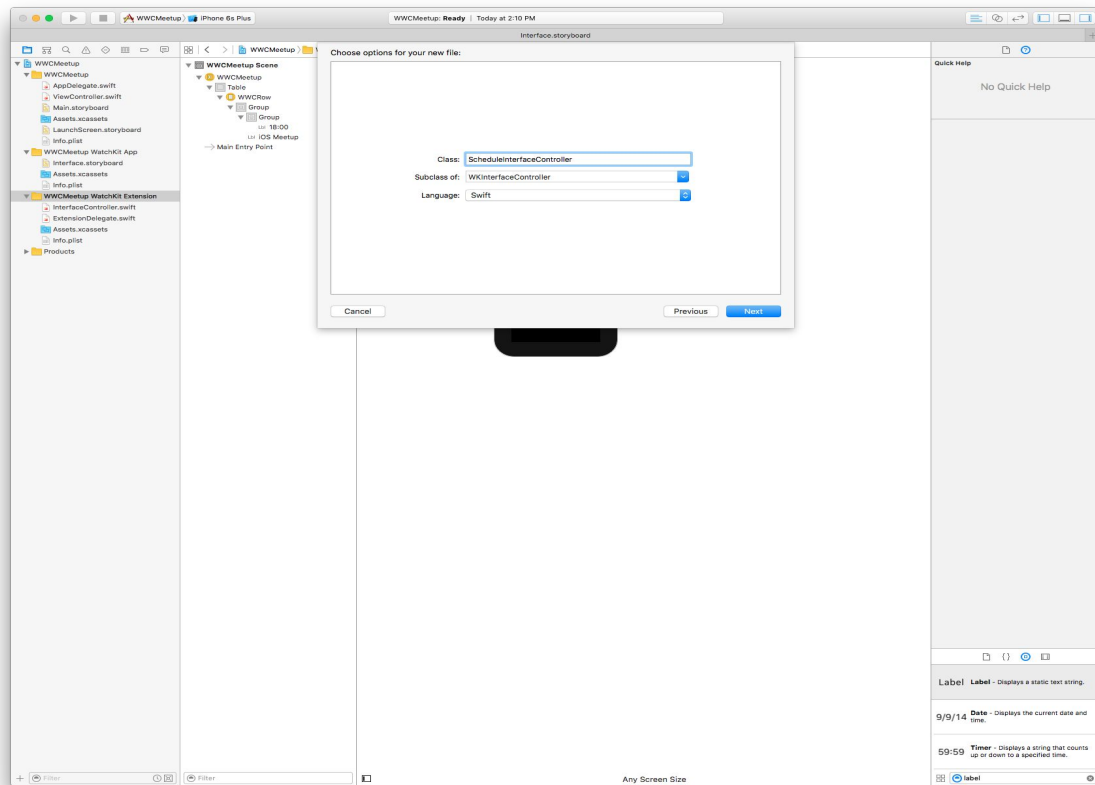 WWCMeetup
iPhone 6s Plus
WWCMeetup: Ready | Today at 2:10 PM
Interface.storyboard
WWCMeetup
WWCMeetup
AppDelegate.swift
ViewController.swift
Main.storyboard
Assets.xcassets
LaunchScreen.storyboard
Info.plist
WWCMeetup WatchKit App
Interface.storyboard
Assets.xcassets
Info.plist
WWCMeetup WatchKit Extension
InterfaceController.swift
ExtensionDelegate.swift
Assets.xcassets
Info.plist
Products
Filter
WWCMeetup
WWCMeetup Scene
WWCMeetup
Table
WWCRow
Group
Group
18:00
iOS Meetup
Main Entry Point
Filter
Choose options for your new file:
Class: ScheduleInterfaceController
Subclass of: WKInterfaceController
Language: Swift
Cancel
Previous
Next
Any Screen Size
Quick Help
No Quick Help
Label Label - Displays a static text string.
9/9/14 Date - Displays the current date and
time.
59:59 Timer - Displays a string that counts
up or down to a specified time.
label